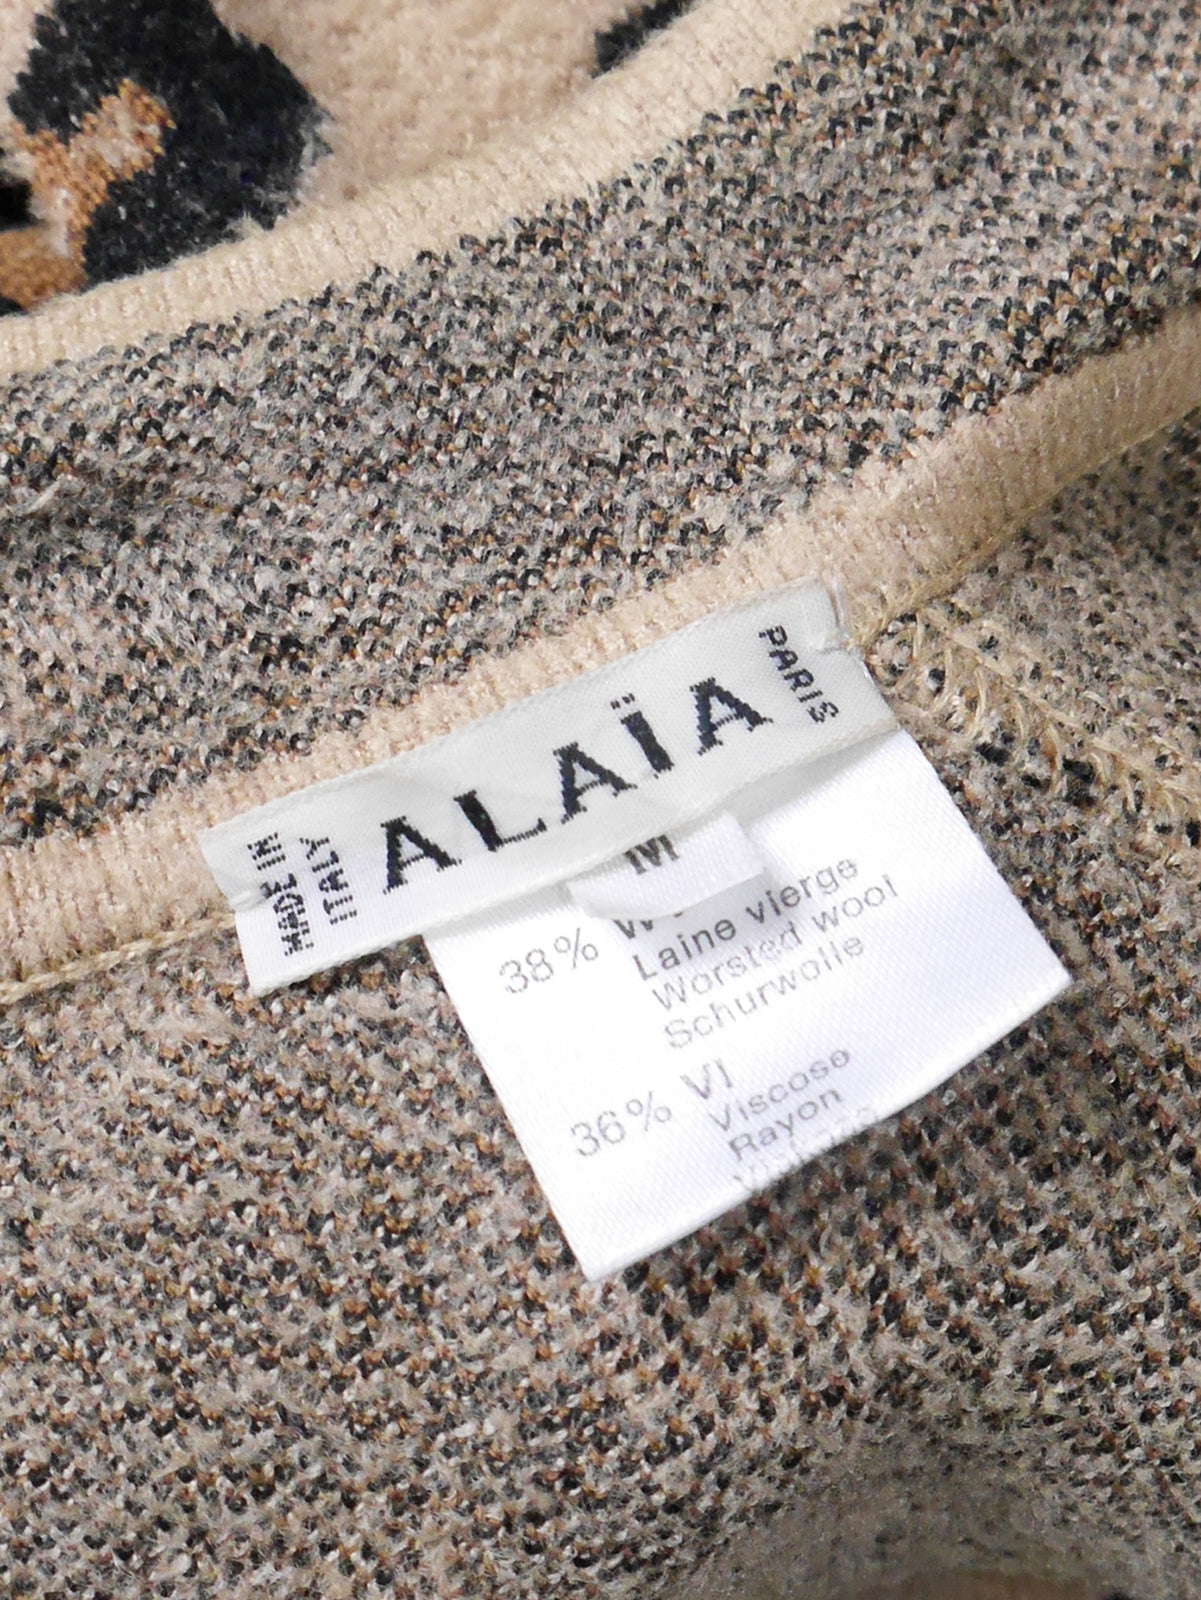 MADE IN
ITALY
ALAÏA
PARIS
M
38%
Laine vierge
Worsted wool
Schurwolle
36% VI
Viscose
Rayon